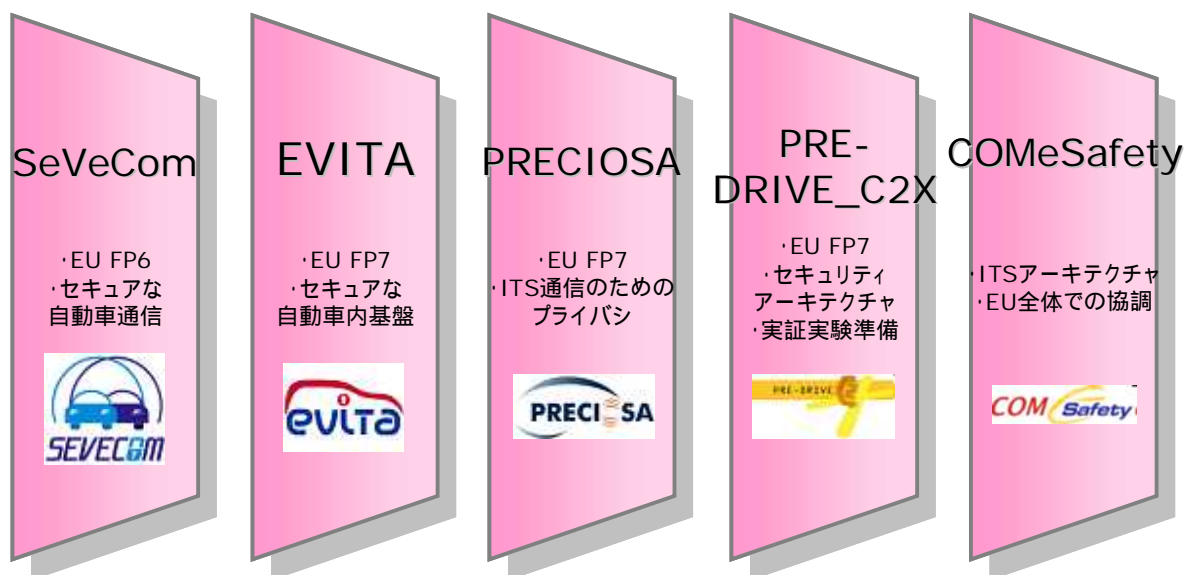 SeVeCom
·EU FP6
·セキュアな
自動車通信
SEVECOM
EVITA
·EU FP7
·セキュアな
自動車内基盤
evita
PRECIOSA
·EU FP7
·ITS通信のための
プライバシ
PRECIOSA
PRE-
DRIVE_C2X
·EU FP7
·セキュリティ
アーキテクチャ
·実証実験準備
PRE-DRIVE
COMeSafety
·ITSアーキテクチャ
·EU全体での協調
COM Safety